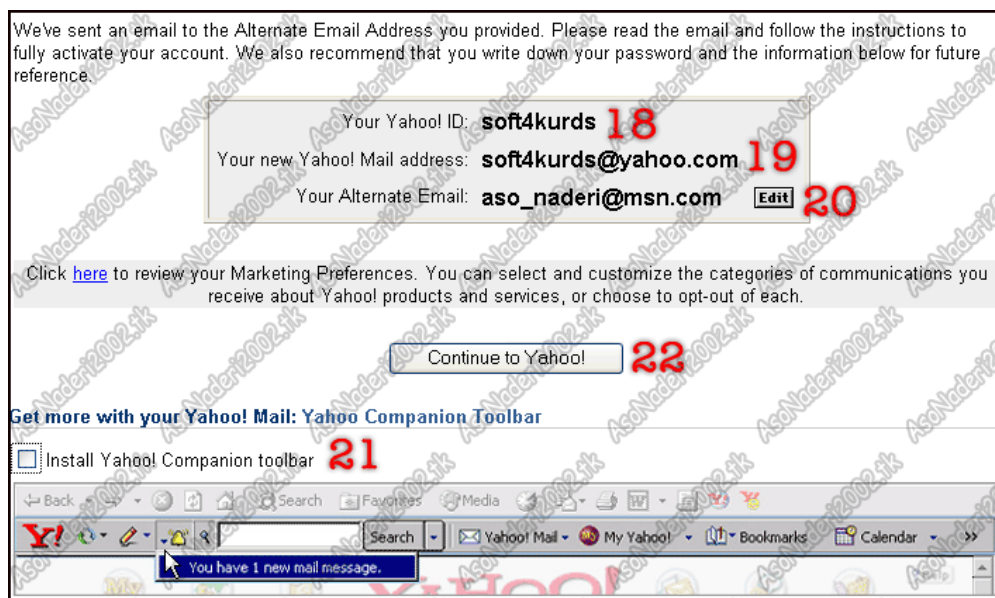 We've sent an email to the Alternate Email Address you provided. Please read the email and follow the instructions to
fully activate your account. We also recommend that you write down your password and the information below for future
reference.
Your Yahoo! ID: soft4kurds 18
Your new Yahoo! Mail address: soft4kurds@yahoo.com 19
Your Alternate Email: aso_naderi@msn.com Edit 20
Click here to review your Marketing Preferences. You can select and customize the categories of communications you
receive about Yahoo! products and services, or choose to opt-out of each.
Continue to Yahoo! 22
Get more with your Yahoo! Mail: Yahoo Companion Toolbar
Install Yahoo! Companion toolbar 21
Back Search Favorites Media W
Y! Search Yahoo! Mail My Yahoo! Bookmarks Calendar »
You have 1 new mail message.
My YAHOO! Help
AsoNaderi2002.tk